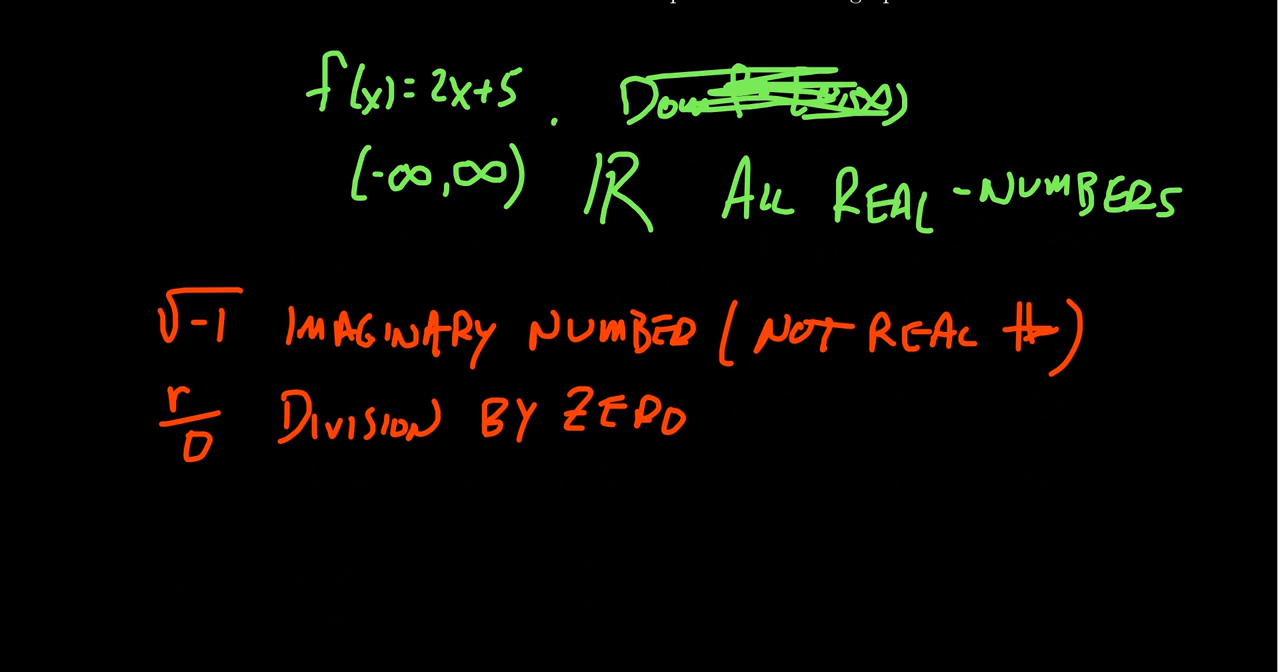 f(x)=2x+5.
(-∞,∞) ℝ ALL REAL-NUMBERS
√-1 IMAGINARY NUMBER (NOT REAL #)
r/0 DIVISION BY ZERO